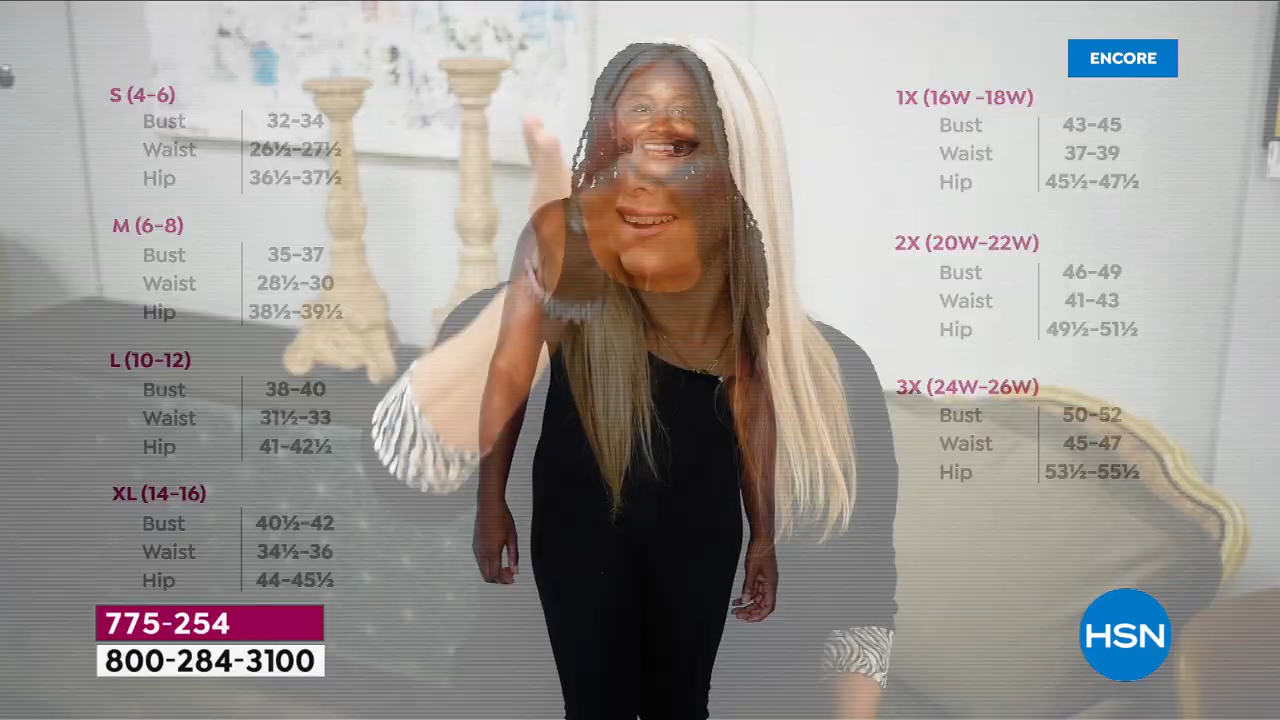 ENCORE
S (4-6)
Bust 32-34
Waist 26½-27½
Hip 36½-37½
M (6-8)
Bust 35-37
Waist 28½-30
Hip 38½-39½
L (10-12)
Bust 38-40
Waist 31½-33
Hip 41-42½
XL (14-16)
Bust 40½-42
Waist 34½-36
Hip 44-45½
1X (16W -18W)
Bust 43-45
Waist 37-39
Hip 45½-47½
2X (20W-22W)
Bust 46-49
Waist 41-43
Hip 49½-51½
3X (24W-26W)
Bust 50-52
Waist 45-47
Hip 53½-55½
775-254
800-284-3100
HSN